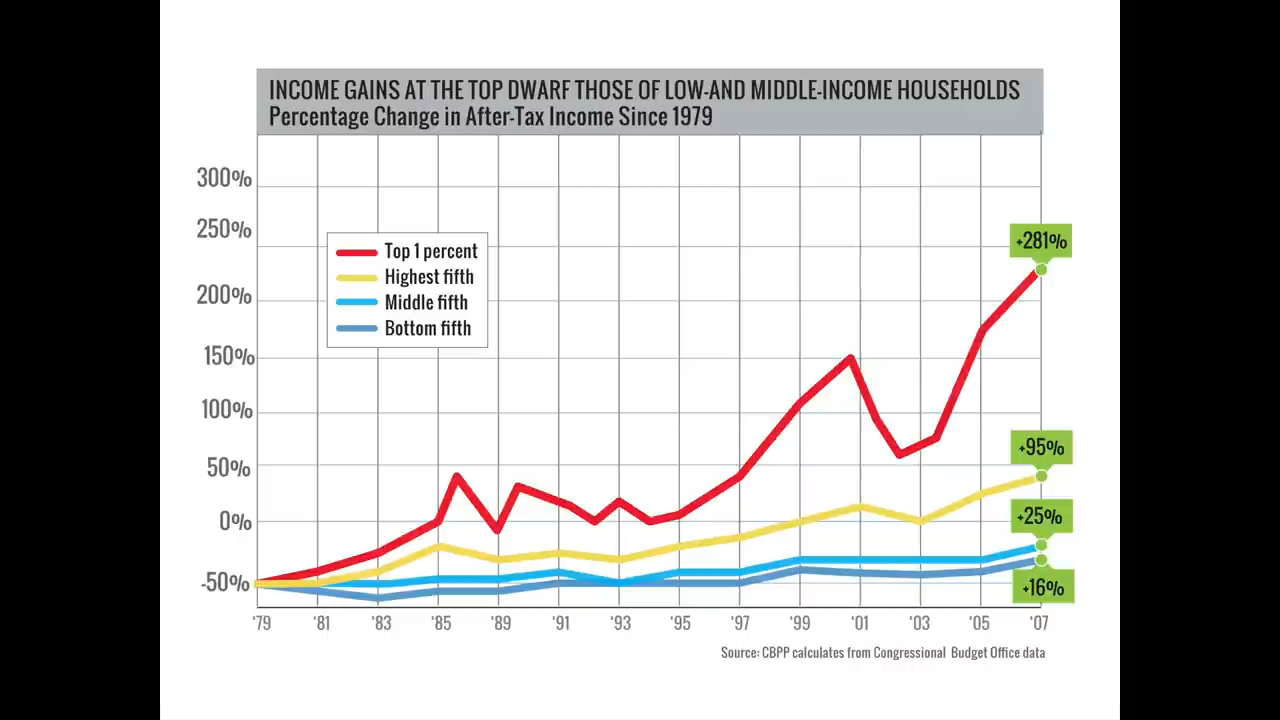 INCOME GAINS AT THE TOP DWARF THOSE OF LOW-AND MIDDLE-INCOME HOUSEHOLDS
Percentage Change in After-Tax Income Since 1979
300%
250%
200%
150%
100%
50%
0%
-50%
Top 1 percent
Highest fifth
Middle fifth
Bottom fifth
+281%
+95%
+25%
+16%
'79 '81 '83 '85 '89 '91 '93 '95 '97 '99 '01 '03 '05 '07
Source: CBPP calculates from Congressional Budget Office data